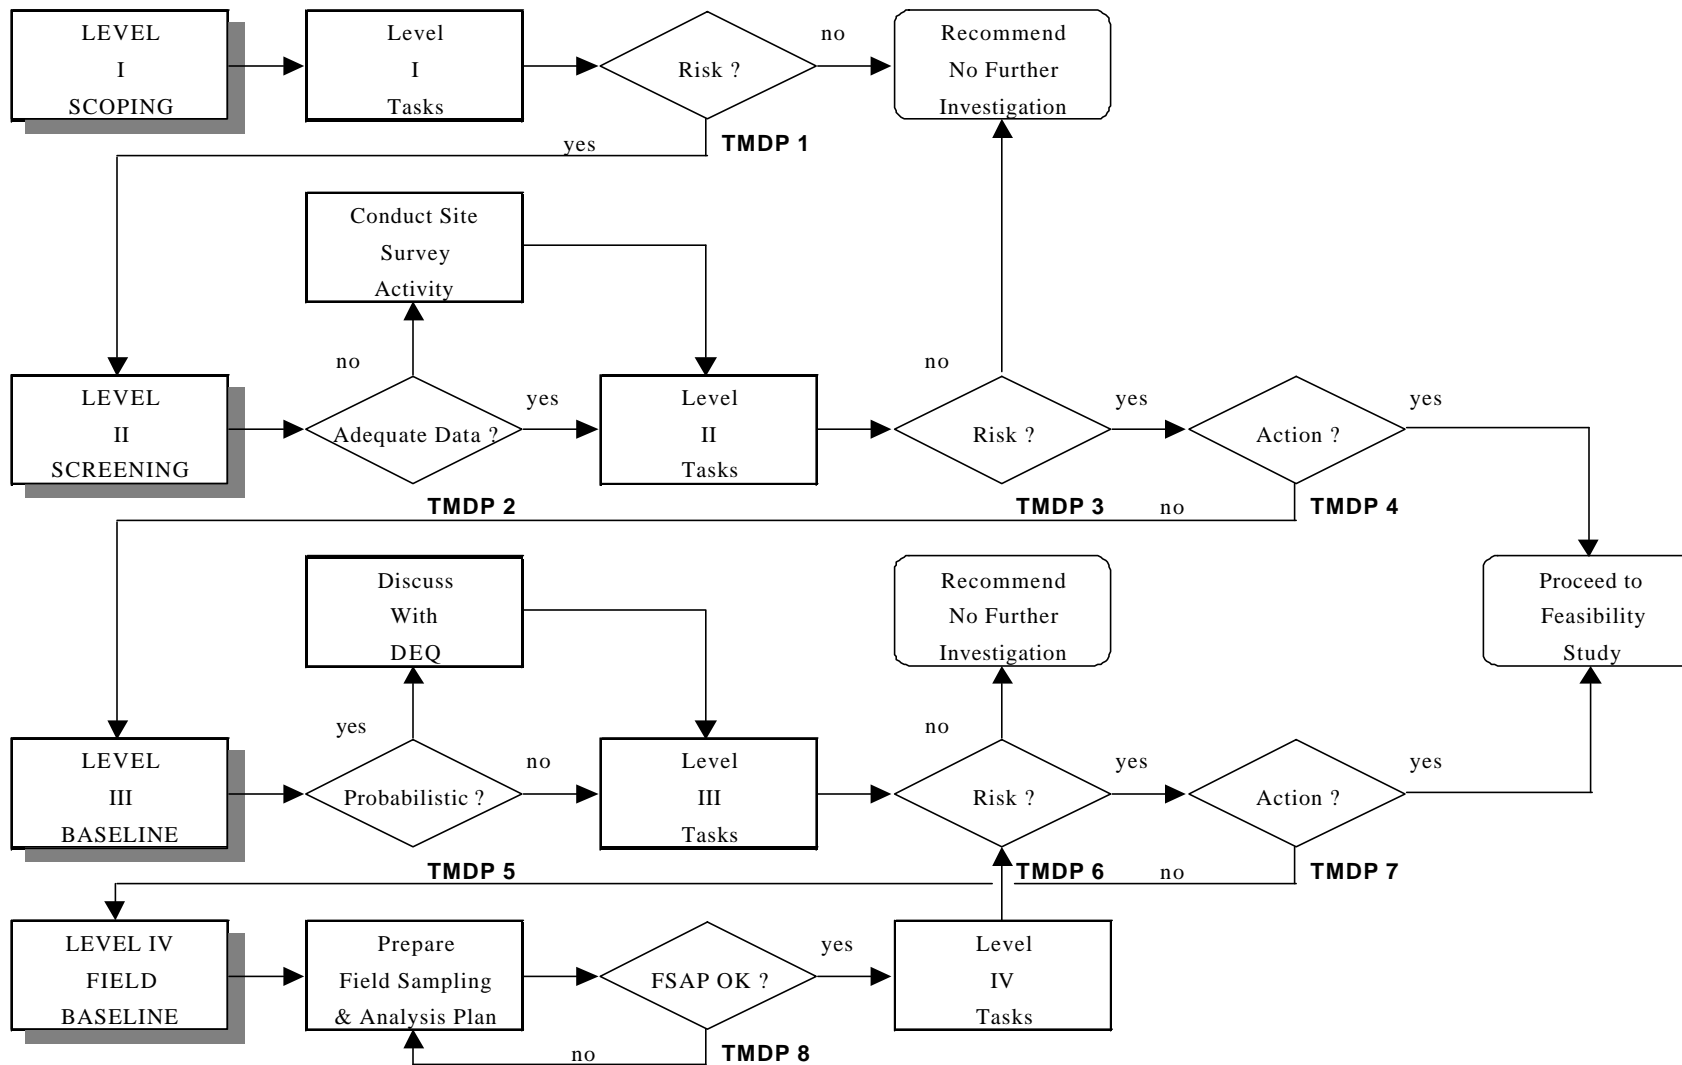 LEVEL
I
SCOPING
Level
I
Tasks
Risk ?
no
Recommend
No Further
Investigation
yes
TMDP 1
Conduct Site
Survey
Activity
no
LEVEL
II
SCREENING
Adequate Data ?
yes
Level
II
Tasks
no
Risk ?
yes
Action ?
yes
TMDP 2
TMDP 3
no
TMDP 4
Discuss
With
DEQ
Recommend
No Further
Investigation
Proceed to
Feasibility
Study
yes
LEVEL
III
BASELINE
Probabilistic ?
no
Level
III
Tasks
no
Risk ?
yes
Action ?
yes
TMDP 5
TMDP 6
no
TMDP 7
LEVEL IV
FIELD
BASELINE
Prepare
Field Sampling
& Analysis Plan
FSAP OK ?
yes
Level
IV
Tasks
no
TMDP 8